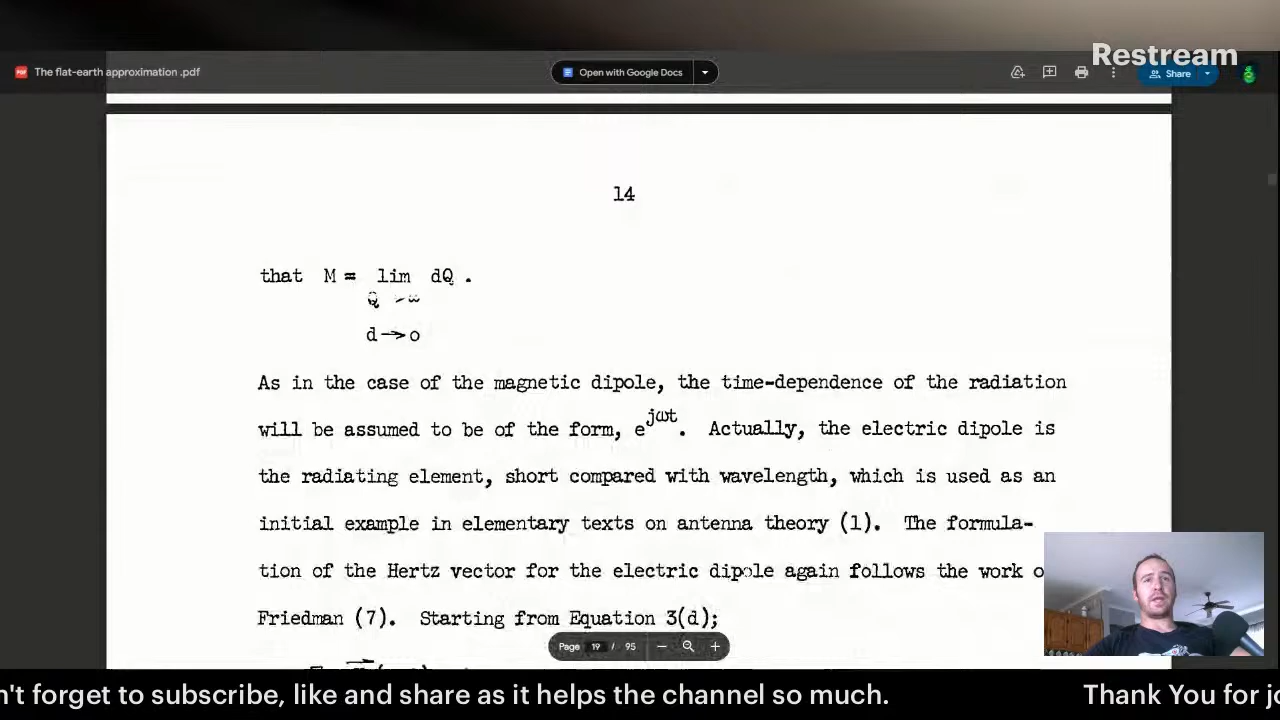 Restream
The flat-earth approximation .pdf
Open with Google Docs
Share
14
that M = lim dQ .
d→o
As in the case of the magnetic dipole, the time-dependence of the radiation
will be assumed to be of the form, e^jωt. Actually, the electric dipole is
the radiating element, short compared with wavelength, which is used as an
initial example in elementary texts on antenna theory (1). The formula-
tion of the Hertz vector for the electric dipole again follows the work o
Friedman (7). Starting from Equation 3(d);
Page 19 / 95
n't forget to subscribe, like and share as it helps the channel so much. Thank You for jo